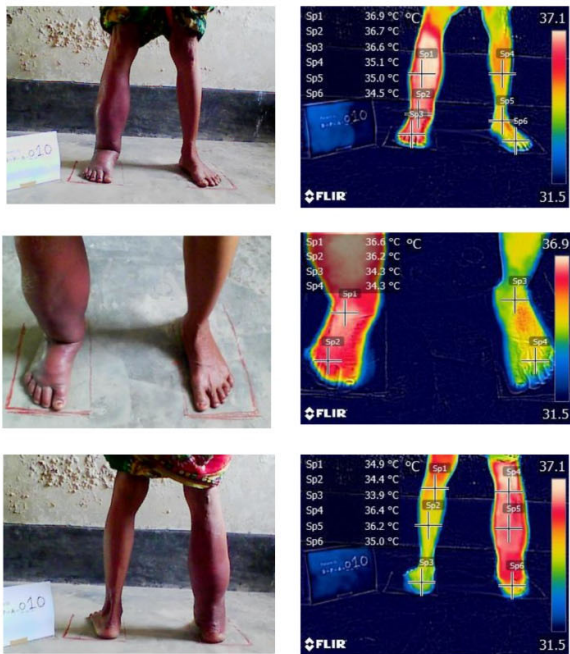 Sp1 36.9 °C °C 37.1
Sp2 36.7 °C
Sp3 36.6 °C
Sp4 35.1 °C
Sp5 35.0 °C
Sp6 34.5 °C
Sp1
Sp4
Sp2
Sp5
Sp3
Sp6
010
010
FLIR 31.5
Sp1 36.6 °C °C 36.9
Sp2 36.2 °C
Sp3 34.3 °C
Sp4 34.3 °C
Sp1
Sp3
Sp2
Sp4
FLIR 31.5
Sp1 34.9 °C °C 37.1
Sp2 34.4 °C
Sp3 33.9 °C
Sp4 36.4 °C
Sp5 36.2 °C
Sp6 35.0 °C
Sp1
Sp4
Sp2
Sp5
Sp3
Sp6
010
010
FLIR 31.5